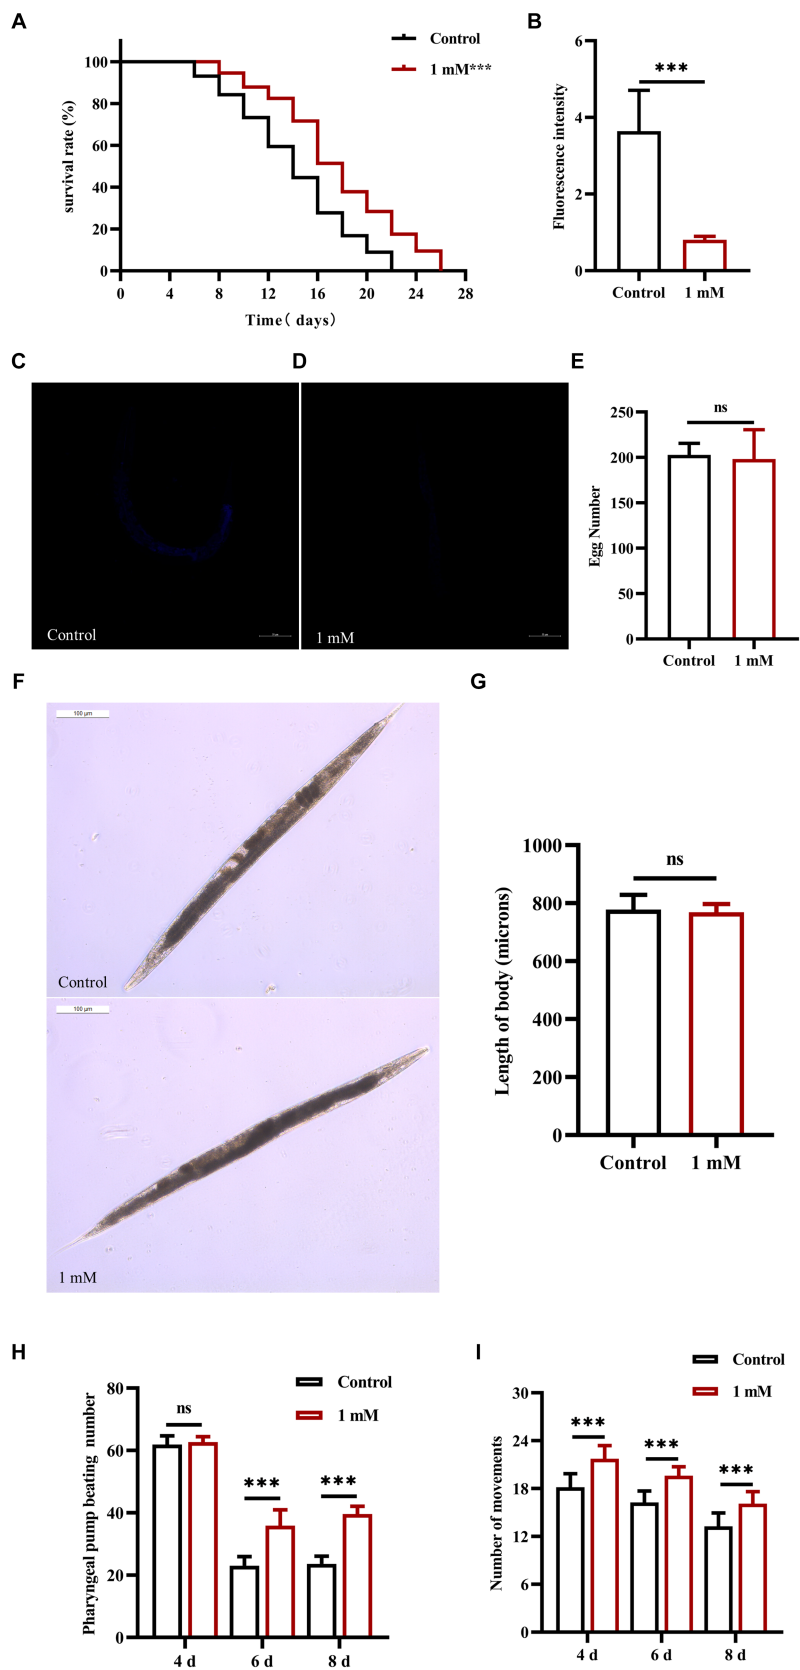 A
Control
1 mM***
survival rate (%)
100
80
60
40
20
0
0 4 8 12 16 20 24 28
Time( days)
B
Fluorescence intensity
6
4
2
0
***
Control 1 mM
C
Control
D
1 mM
E
Egg Number
250
200
150
100
50
0
ns
Control 1 mM
F
100 µm
Control
100 µm
1 mM
G
Length of body (microns)
1000
800
600
400
200
0
ns
Control 1 mM
H
Control
1 mM
Pharyngeal pump beating number
80
60
40
20
0
ns
***
***
4 d 6 d 8 d
I
Control
1 mM
Number of movements
30
24
18
12
6
0
***
***
***
4 d 6 d 8 d